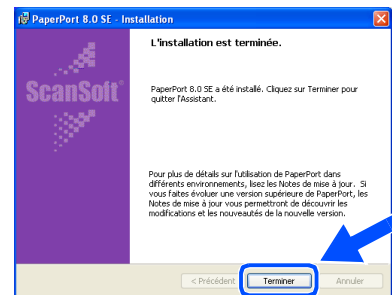 PaperPort 8.0 SE - Installation
L'installation est terminée.
ScanSoft®
PaperPort 8.0 SE a été installé. Cliquez sur Terminer pour
quitter l'Assistant.
Pour plus de détails sur l'utilisation de PaperPort dans
différents environnements, lisez les Notes de mise à jour. Si
vous faites évoluer une version supérieure de PaperPort, les
Notes de mise à jour vous permettront de découvrir les
modifications et les nouveautés de la nouvelle version.
< Précédent Terminer Annuler